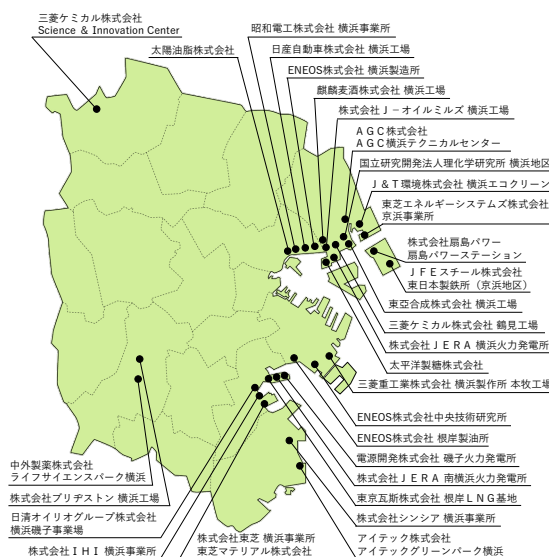 三菱ケミカル株式会社
Science & Innovation Center
昭和電工株式会社 横浜事業所
太陽油脂株式会社
日産自動車株式会社 横浜工場
ENEOS株式会社 横浜製造所
麒麟麦酒株式会社 横浜工場
株式会社J－オイルミルズ 横浜工場
AGC株式会社
AGC横浜テクニカルセンター
国立研究開発法人理化学研究所 横浜地区
J&T環境株式会社 横浜エコクリーン
東芝エネルギーシステムズ株式会社
京浜事業所
株式会社扇島パワー
扇島パワーステーション
JFEスチール株式会社
東日本製鉄所（京浜地区）
東亞合成株式会社 横浜工場
三菱ケミカル株式会社 鶴見工場
株式会社JERA 横浜火力発電所
太平洋製糖株式会社
三菱重工業株式会社 横浜製作所 本牧工場
ENEOS株式会社中央技術研究所
ENEOS株式会社 根岸製油所
電源開発株式会社 磯子火力発電所
株式会社JERA 南横浜火力発電所
東京瓦斯株式会社 根岸LNG基地
株式会社シンシア 横浜事業所
アイテック株式会社
アイテックグリーンパーク横浜
中外製薬株式会社
ライフサイエンスパーク横浜
株式会社ブリヂストン 横浜工場
日清オイリオグループ株式会社
横浜磯子事業場
株式会社IHI 横浜事業所
株式会社東芝 横浜事業所
東芝マテリアル株式会社